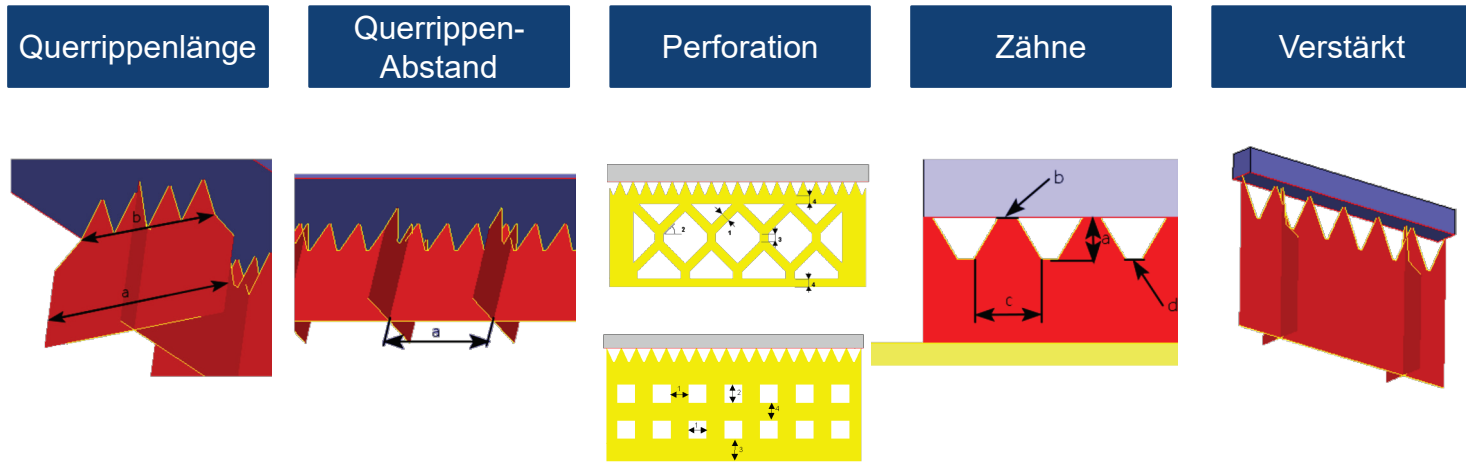 Querrippenlänge
Querrippen-
Abstand
Perforation
Zähne
Verstärkt
b
a
a
4
2
1
3
4
1
2
4
1
3
b
a
c
d